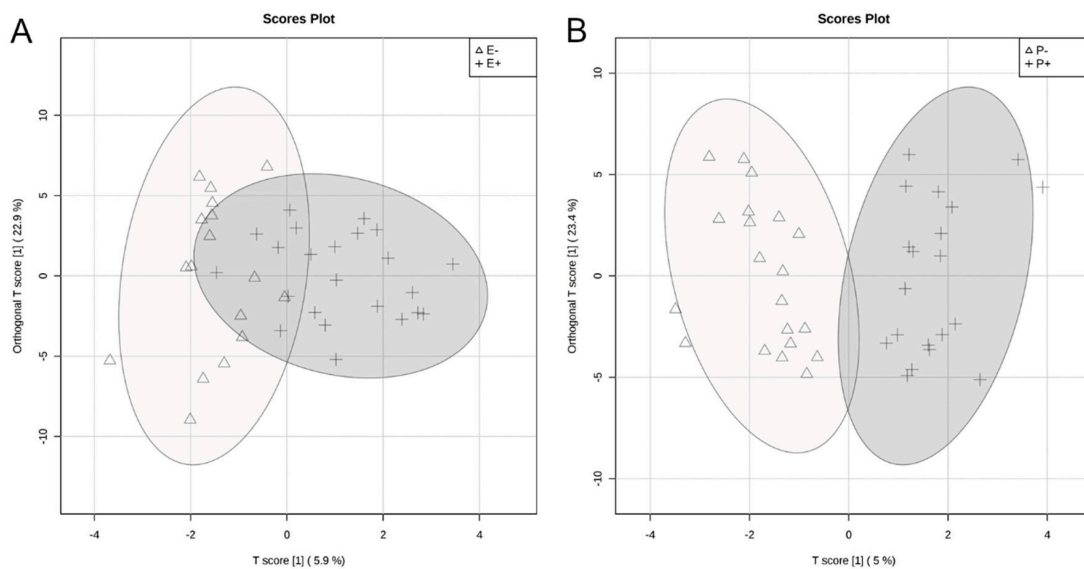 A
Scores Plot
△ E-
+ E+
Orthogonal T score [1] ( 22.9 %)
10
5
0
-5
-10
-4
-2
0
2
4
T score [1] ( 5.9 %)
B
Scores Plot
△ P-
+ P+
Orthogonal T score [1] ( 23.4 %)
10
5
0
-5
-10
-4
-2
0
2
4
T score [1] ( 5 %)